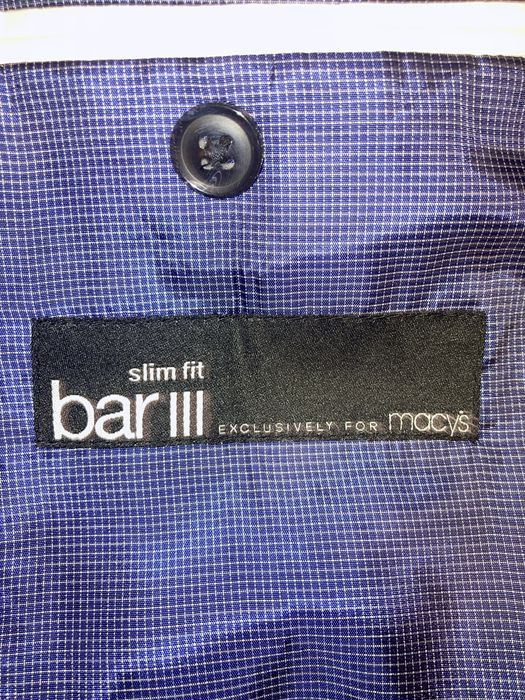 slim fit
bar III EXCLUSIVELY FOR macy's